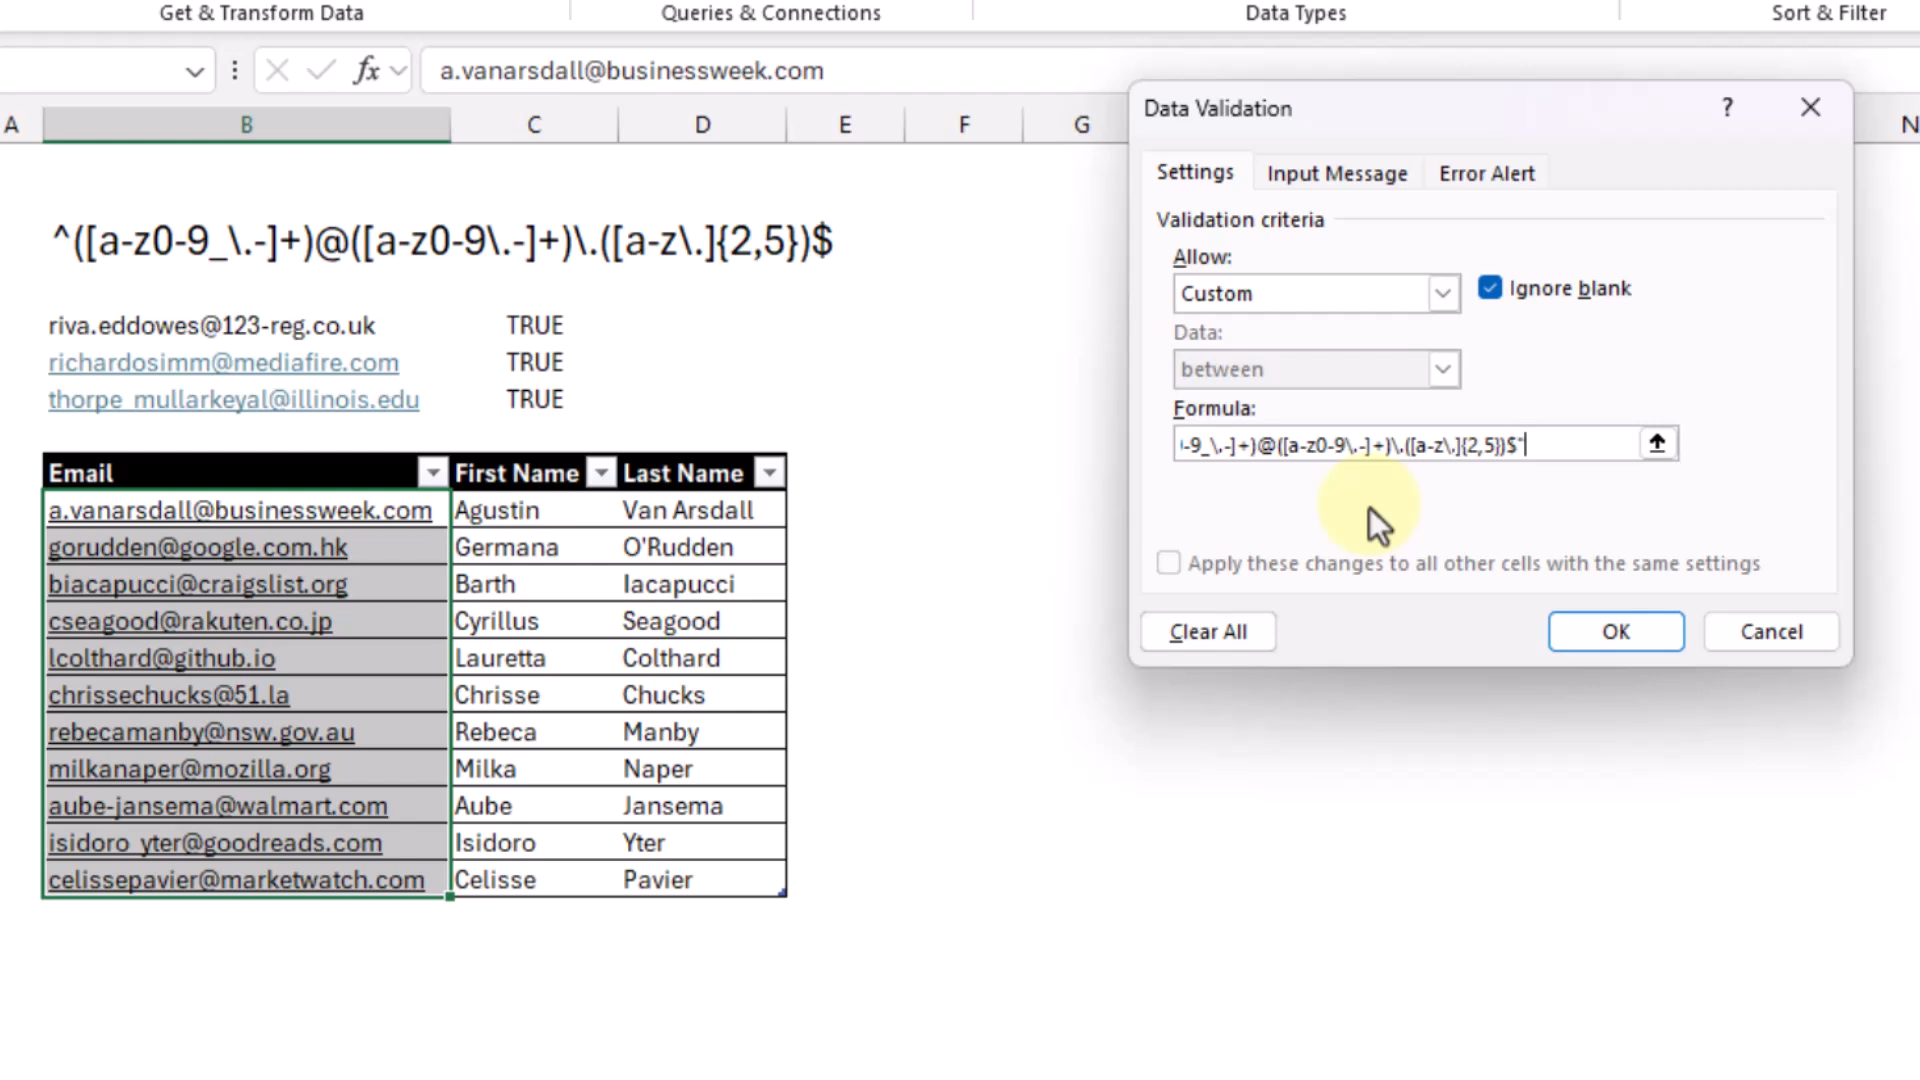 Get & Transform Data Queries & Connections Data Types Sort & Filter
fx a.vanarsdall@businessweek.com
A B C D E F G N
^([a-z0-9_\.-]+)@([a-z0-9\.-]+)\.([a-z\.]{2,5})$
riva.eddowes@123-reg.co.uk TRUE
richardosimm@mediafire.com TRUE
thorpe_mullarkeyal@illinois.edu TRUE
Email First Name Last Name
a.vanarsdall@businessweek.com Agustin Van Arsdall
gorudden@google.com.hk Germana O'Rudden
biacapucci@craigslist.org Barth Iacapucci
cseagood@rakuten.co.jp Cyrillus Seagood
lcolthard@github.io Lauretta Colthard
chrissechucks@51.la Chrisse Chucks
rebecamanby@nsw.gov.au Rebeca Manby
milkanaper@mozilla.org Milka Naper
aube-jansema@walmart.com Aube Jansema
isidoro_yter@goodreads.com Isidoro Yter
celissepavier@marketwatch.com Celisse Pavier
Data Validation ?
Settings Input Message Error Alert
Validation criteria
Allow:
Custom Ignore blank
Data:
between
Formula:
-9_\.-]+)@([a-z0-9\.-]+)\.([a-z\.]{2,5})$"
Apply these changes to all other cells with the same settings
Clear All OK Cancel